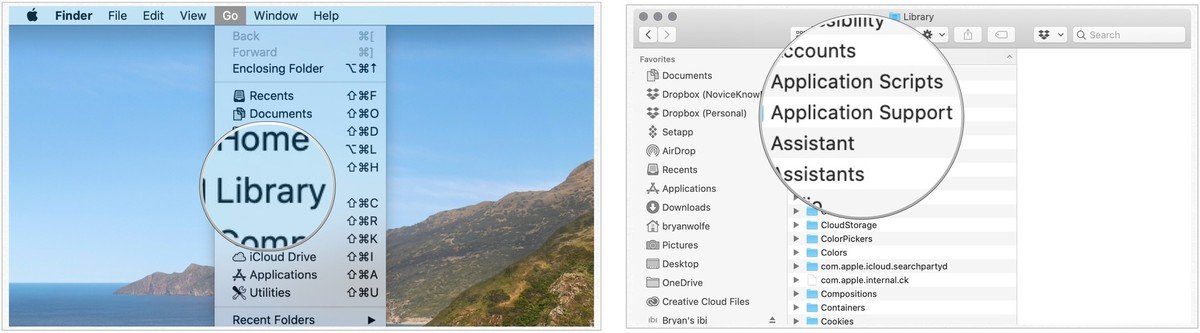 Finder File Edit View Go Window Help
Back ⌘[
Forward ⌘]
Enclosing Folder ⌥⌘↑
Recents ⇧⌘F
Documents ⇧⌘O
⇧⌘D
Home
⌥⌘L
⇧⌘H
Library
⇧⌘C
⇧⌘R
⇧⌘K
iCloud Drive ⇧⌘I
Applications ⇧⌘A
Utilities ⇧⌘U
Recent Folders
Library
Search
Favorites
Documents
Dropbox (NoviceKnow
Dropbox (Personal)
Setapp
AirDrop
Recents
Applications
Downloads
bryanwolfe
Pictures
Desktop
OneDrive
Creative Cloud Files
Bryan's ibi
Accounts
Application Scripts
Application Support
Assistant
Assistants
CloudStorage
ColorPickers
Colors
com.apple.icloud.searchpartyd
com.apple.internal.ck
Compositions
Containers
Cookies